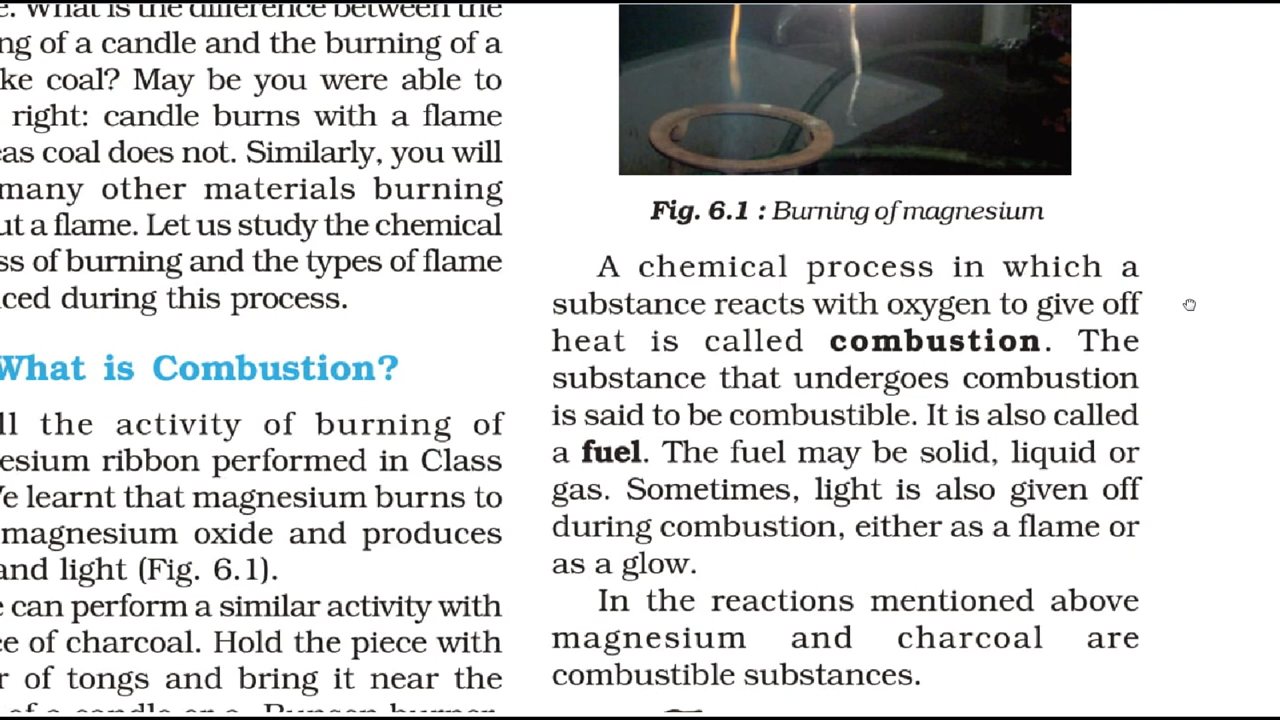 e. What is the difference between the
ng of a candle and the burning of a
ke coal? May be you were able to
right: candle burns with a flame
eas coal does not. Similarly, you will
many other materials burning
ut a flame. Let us study the chemical
ss of burning and the types of flame
ced during this process.
What is Combustion?
ll the activity of burning of
esium ribbon performed in Class
e learnt that magnesium burns to
magnesium oxide and produces
and light (Fig. 6.1).
e can perform a similar activity with
ce of charcoal. Hold the piece with
r of tongs and bring it near the
of a candle or a Bunsen burner.
Fig. 6.1 : Burning of magnesium
A chemical process in which a
substance reacts with oxygen to give off
heat is called combustion. The
substance that undergoes combustion
is said to be combustible. It is also called
a fuel. The fuel may be solid, liquid or
gas. Sometimes, light is also given off
during combustion, either as a flame or
as a glow.
In the reactions mentioned above
magnesium and charcoal are
combustible substances.